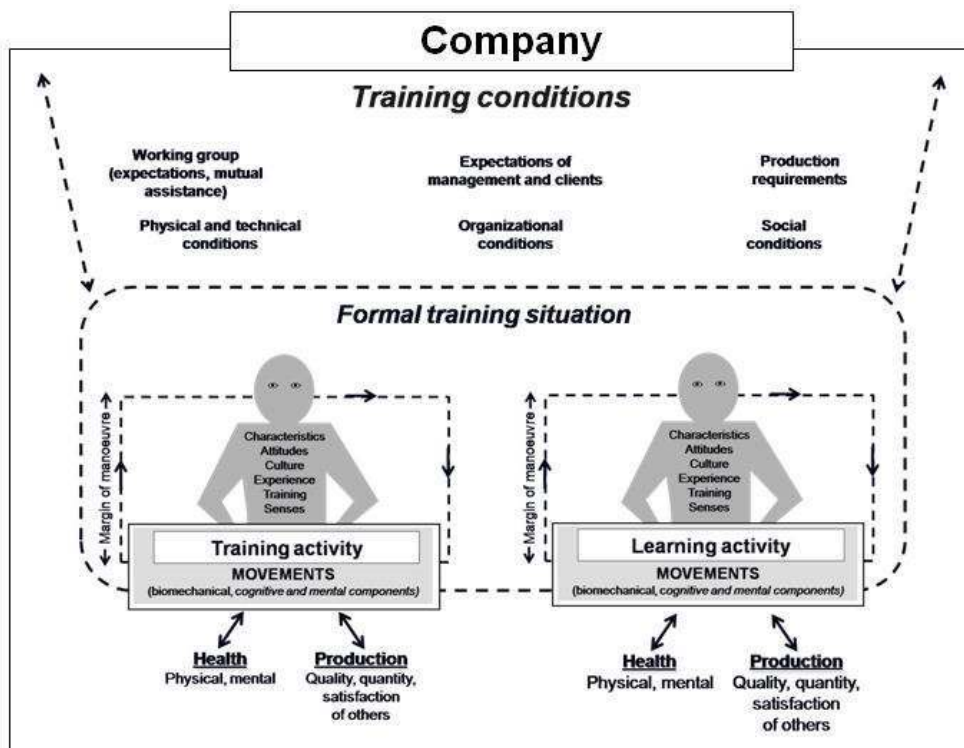 Company
Training conditions
Working group
(expectations, mutual
assistance)
Expectations of
management and clients
Production
requirements
Physical and technical
conditions
Organizational
conditions
Social
conditions
Formal training situation
Margin of manoeuvre
Characteristics
Attitudes
Culture
Experience
Training
Senses
Training activity
MOVEMENTS
(biomechanical, cognitive and mental components)
Health
Physical, mental
Production
Quality, quantity,
satisfaction
of others
Margin of manoeuvre
Characteristics
Attitudes
Culture
Experience
Training
Senses
Learning activity
MOVEMENTS
(biomechanical, cognitive and mental components)
Health
Physical, mental
Production
Quality, quantity,
satisfaction
of others